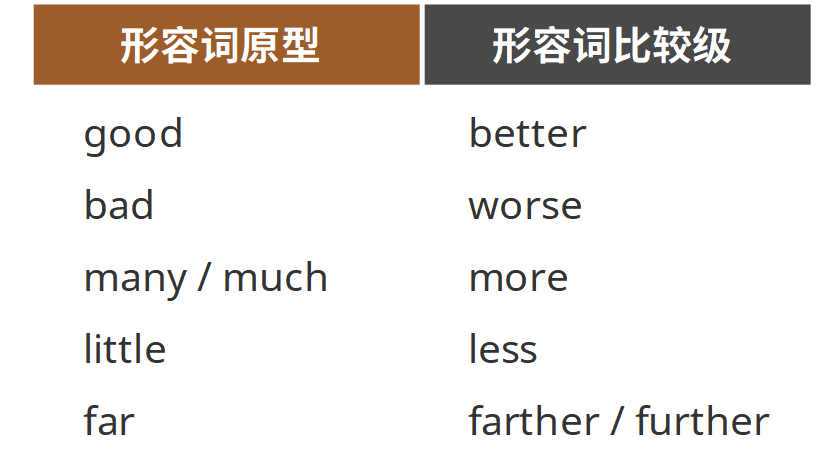 形容词原型 形容词比较级
good better
bad worse
many / much more
little less
far farther / further